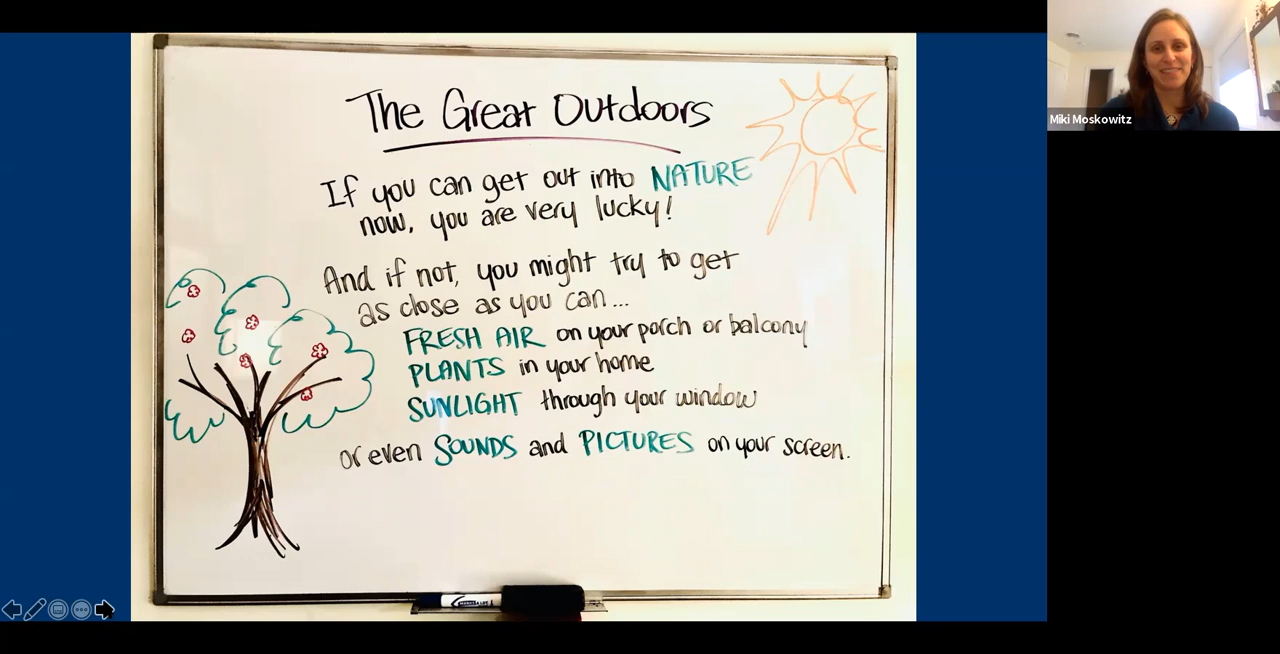 The Great Outdoors
If you can get out into NATURE
now, you are very lucky!
And if not, you might try to get
as close as you can...
FRESH AIR on your porch or balcony
PLANTS in your home
SUNLIGHT through your window
or even SOUNDS and PICTURES on your screen.
Miki Moskowitz